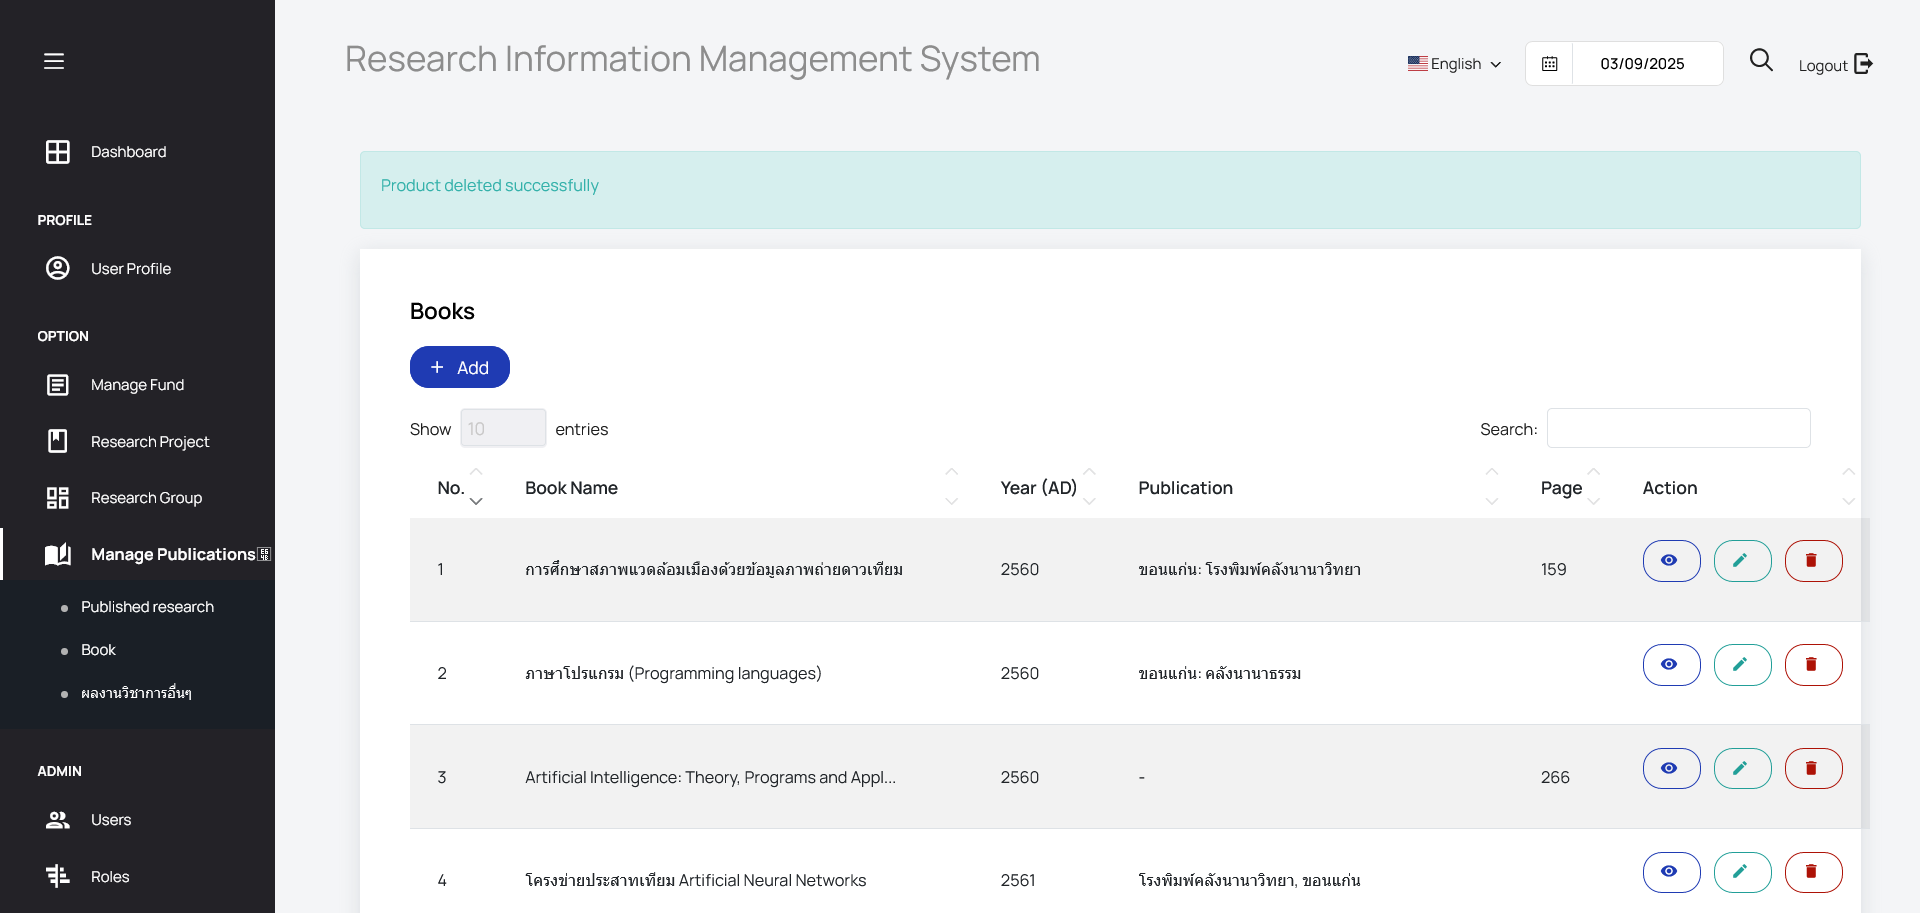 Research Information Management System
English
03/09/2025
Logout
Dashboard
PROFILE
User Profile
OPTION
Manage Fund
Research Project
Research Group
Manage Publications
Published research
Book
ผลงานวิชาการอื่นๆ
ADMIN
Users
Roles
Product deleted successfully
Books
+ Add
Show 10 entries
Search:
No. Book Name Year (AD) Publication Page Action
1 การศึกษาสภาพแวดล้อมเมืองด้วยข้อมูลภาพถ่ายดาวเทียม 2560 ขอนแก่น: โรงพิมพ์คลังนานาวิทยา 159
2 ภาษาโปรแกรม (Programming languages) 2560 ขอนแก่น: คลังนานาธรรม
3 Artificial Intelligence: Theory, Programs and Appl... 2560 - 266
4 โครงข่ายประสาทเทียม Artificial Neural Networks 2561 โรงพิมพ์คลังนานาวิทยา, ขอนแก่น